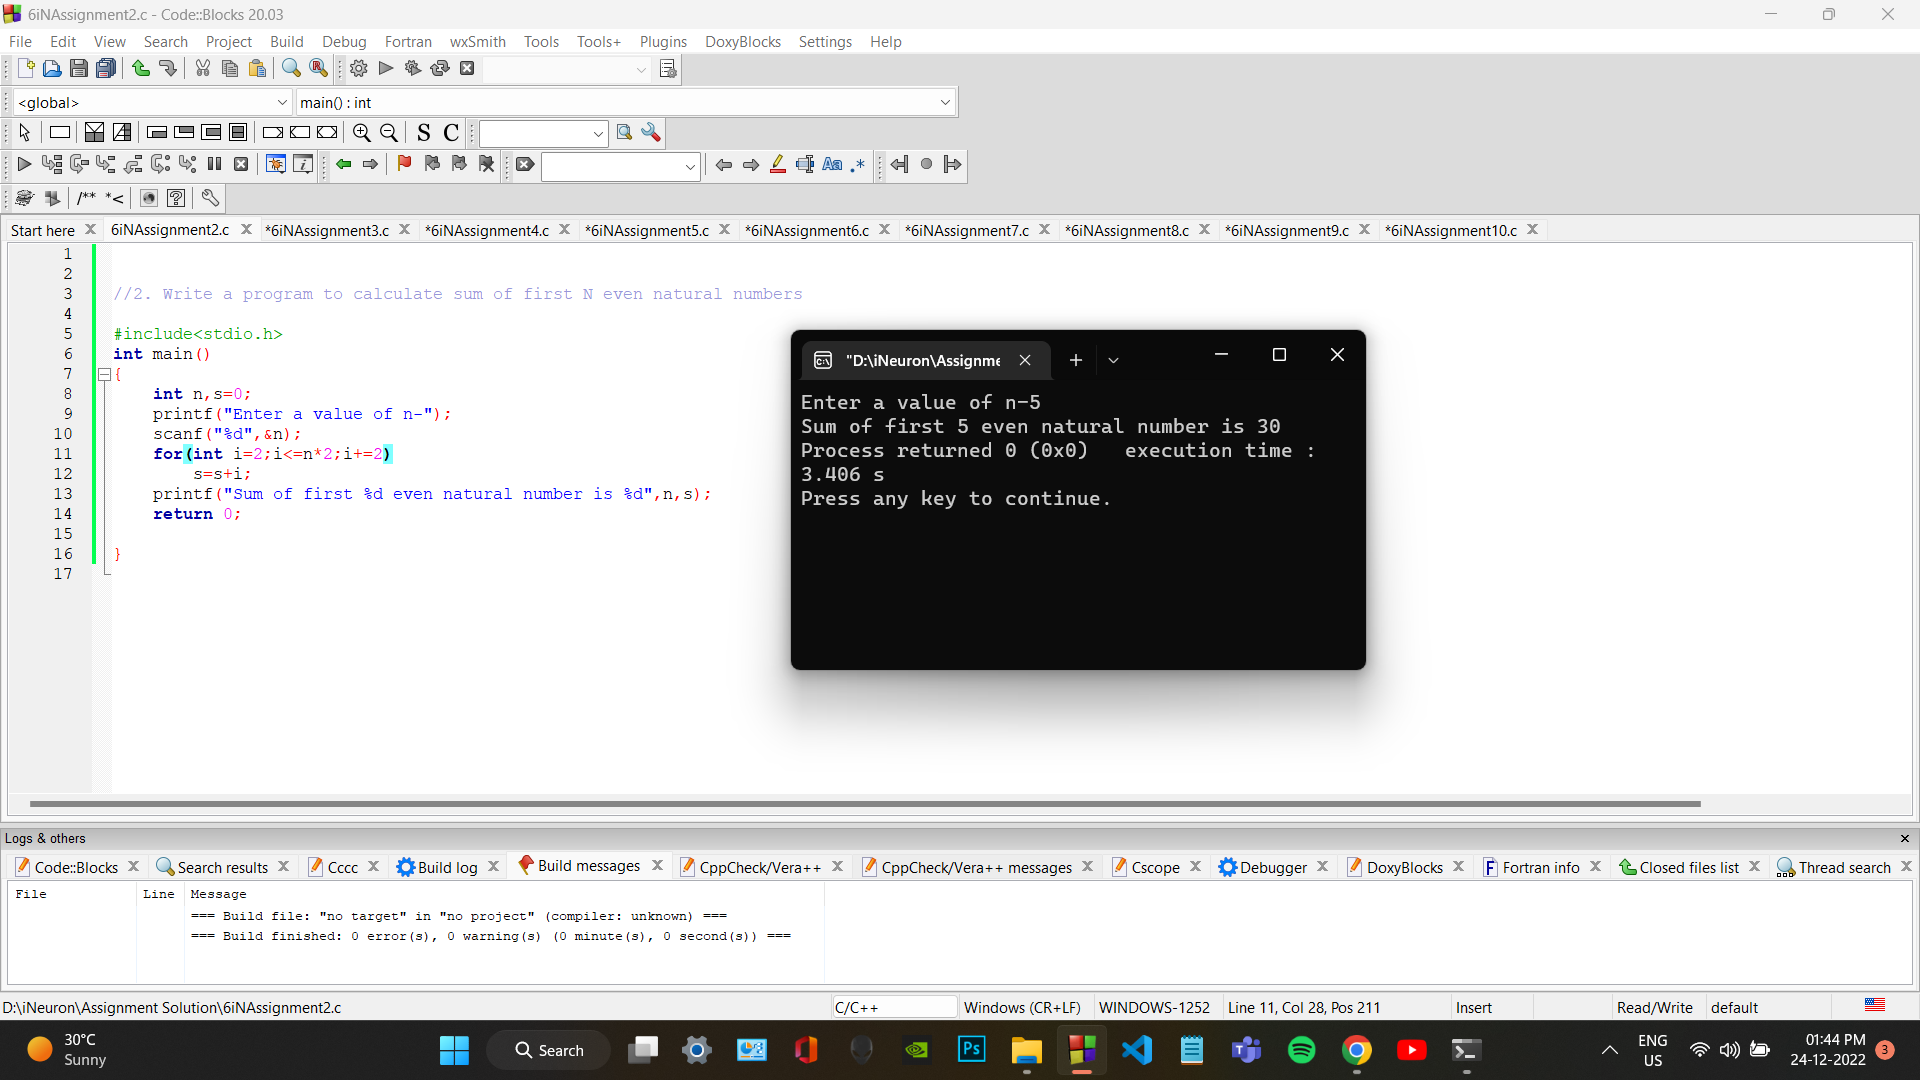 6iNAssignment2.c - Code::Blocks 20.03
File Edit View Search Project Build Debug Fortran wxSmith Tools Tools+ Plugins DoxyBlocks Settings Help
<global> main() : int
S C
Aa .*
/** *<
Start here 6iNAssignment2.c *6iNAssignment3.c *6iNAssignment4.c *6iNAssignment5.c *6iNAssignment6.c *6iNAssignment7.c *6iNAssignment8.c *6iNAssignment9.c *6iNAssignment10.c
1
2
3 //2. Write a program to calculate sum of first N even natural numbers
4
5 #include<stdio.h>
6 int main()
7 {
8 int n,s=0;
9 printf("Enter a value of n-");
10 scanf("%d",&n);
11 for(int i=2;i<=n*2;i+=2)
12 s=s+i;
13 printf("Sum of first %d even natural number is %d",n,s);
14 return 0;
15
16 }
17
"D:\iNeuron\Assignme
Enter a value of n-5
Sum of first 5 even natural number is 30
Process returned 0 (0x0) execution time :
3.406 s
Press any key to continue.
Logs & others
Code::Blocks Search results Cccc Build log Build messages CppCheck/Vera++ CppCheck/Vera++ messages Cscope Debugger DoxyBlocks Fortran info Closed files list Thread search
File Line Message
=== Build file: "no target" in "no project" (compiler: unknown) ===
=== Build finished: 0 error(s), 0 warning(s) (0 minute(s), 0 second(s)) ===
D:\iNeuron\Assignment Solution\6iNAssignment2.c C/C++ Windows (CR+LF) WINDOWS-1252 Line 11, Col 28, Pos 211 Insert Read/Write default
30°C
Sunny
Search
Ps
ENG
US
01:44 PM
24-12-2022
3